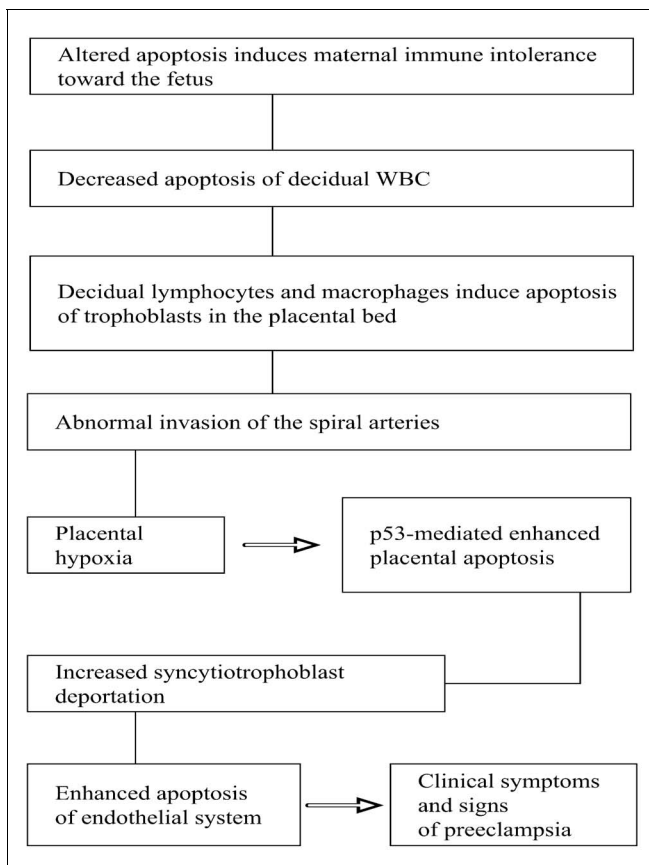 Altered apoptosis induces maternal immune intolerance
toward the fetus
Decreased apoptosis of decidual WBC
Decidual lymphocytes and macrophages induce apoptosis
of trophoblasts in the placental bed
Abnormal invasion of the spiral arteries
Placental
hypoxia
p53-mediated enhanced
placental apoptosis
Increased syncytiotrophoblast
deportation
Enhanced apoptosis
of endothelial system
Clinical symptoms
and signs
of preeclampsia